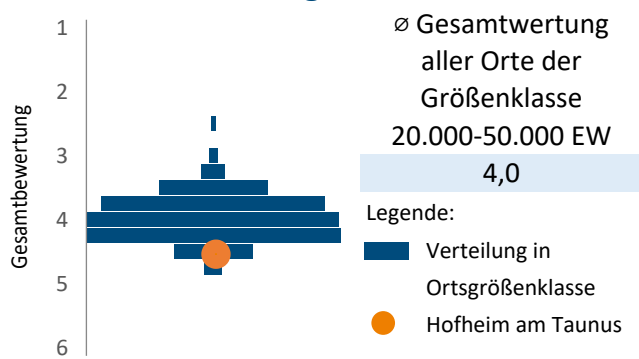 1
2
3
4
5
6
Gesamtbewertung
⌀ Gesamtwertung
aller Orte der
Größenklasse
20.000-50.000 EW
4,0
Legende:
Verteilung in
Ortsgrößenklasse
Hofheim am Taunus